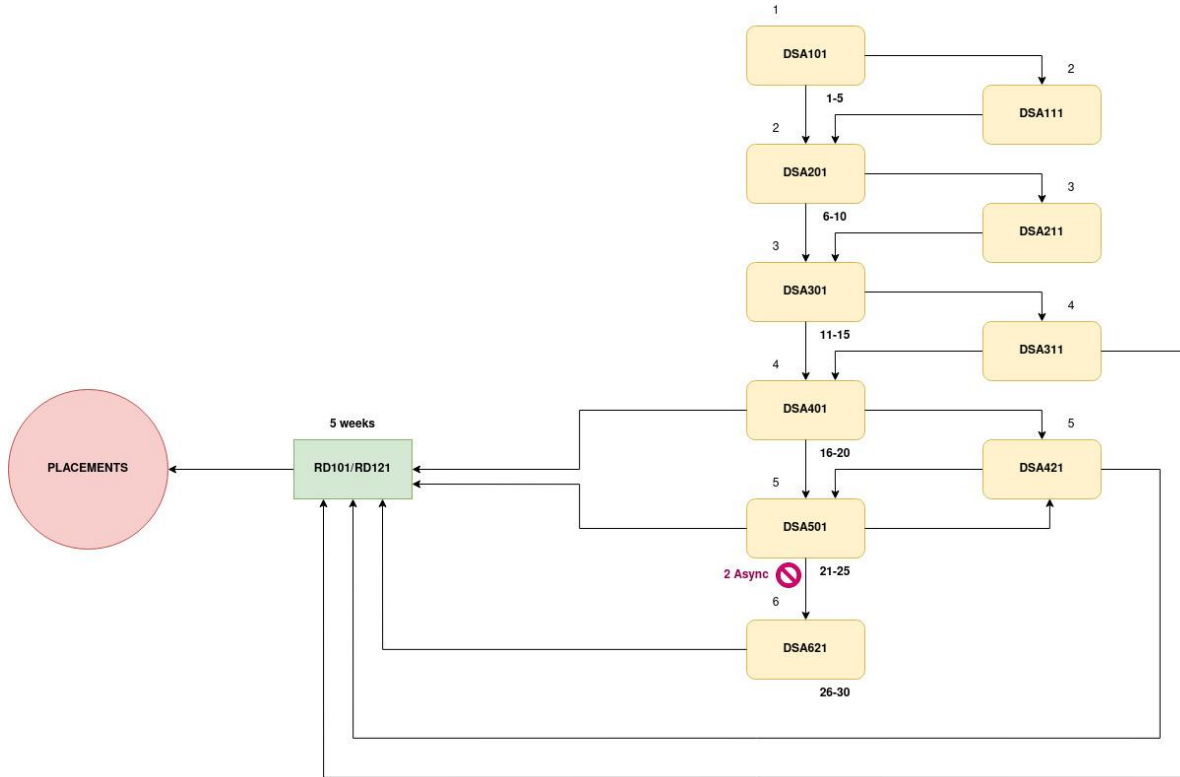 1
DSA101
2
1-5
DSA111
2
DSA201
3
6-10
DSA211
3
DSA301
4
11-15
DSA311
4
DSA401
5
5 weeks
16-20
PLACEMENTS
RD101/RD121
DSA421
5
DSA501
2 Async
21-25
6
DSA621
26-30